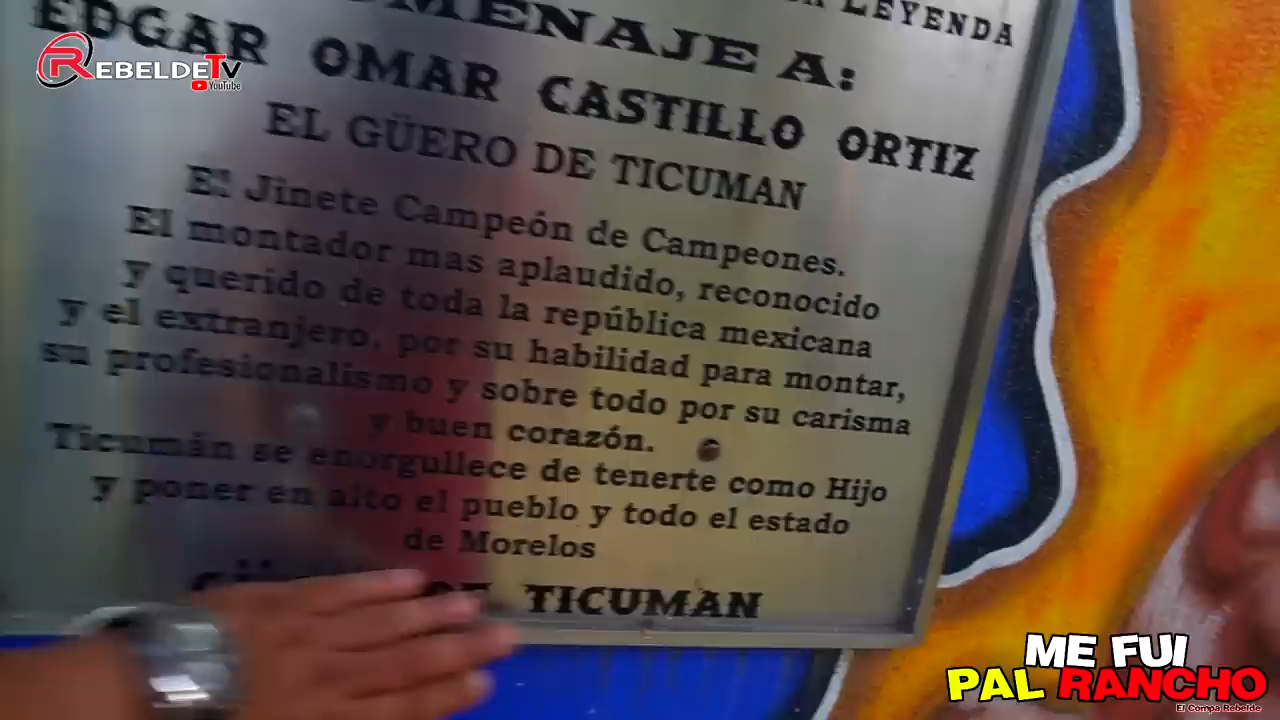 LEYENDA
HOMENAJE A:
EDGAR OMAR CASTILLO ORTIZ
EL GÜERO DE TICUMAN
El Jinete Campeón de Campeones.
El montador mas aplaudido, reconocido
y querido de toda la república mexicana
y el extranjero, por su habilidad para montar,
su profesionalismo y sobre todo por su carisma
y buen corazón.
Ticumán se enorgullece de tenerte como Hijo
y poner en alto el pueblo y todo el estado
de Morelos
DE TICUMAN
REBELDETV
YouTube
ME FUI
PAL RANCHO
El Compa Rebelde